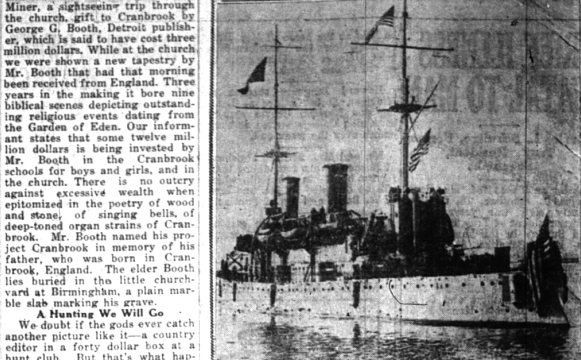 Miner, a sightseeing trip through
the church, gift to Cranbrook by
George G. Booth, Detroit publish-
er, which is said to have cost three
million dollars. While at the church
we were shown a new tapestry by
Mr. Booth that had that morning
been received from England. Three
years in the making it bore nine
biblical scenes depicting outstand-
ing religious events dating from
the Garden of Eden. Our inform-
ant states that some twelve mil-
lion dollars is being invested by
Mr. Booth in the Cranbrook
schools for boys and girls, and in
the church. There is no outcry
against excessive wealth when
epitomized in the poetry of wood
and stone, of singing bells, of
deep-toned organ strains of Cran-
brook. Mr. Booth named his pro-
ject Cranbrook in memory of his
father, who was born in Cran-
brook, England. The elder Booth
lies buried in the little church-
yard at Birmingham, a plain mar-
ble slab marking his grave.
A Hunting We Will Go
We doubt if the gods ever catch
another picture like it—a country
editor in a forty dollar box at a
hunt club. But that's what hap-